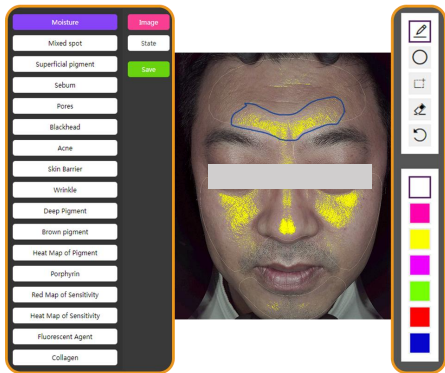 Moisture
Image
Mixed spot
State
Superficial pigment
Save
Sebum
Pores
Blackhead
Acne
Skin Barrier
Wrinkle
Deep Pigment
Brown pigment
Heat Map of Pigment
Porphyrin
Red Map of Sensitivity
Heat Map of Sensitivity
Fluorescent Agent
Collagen